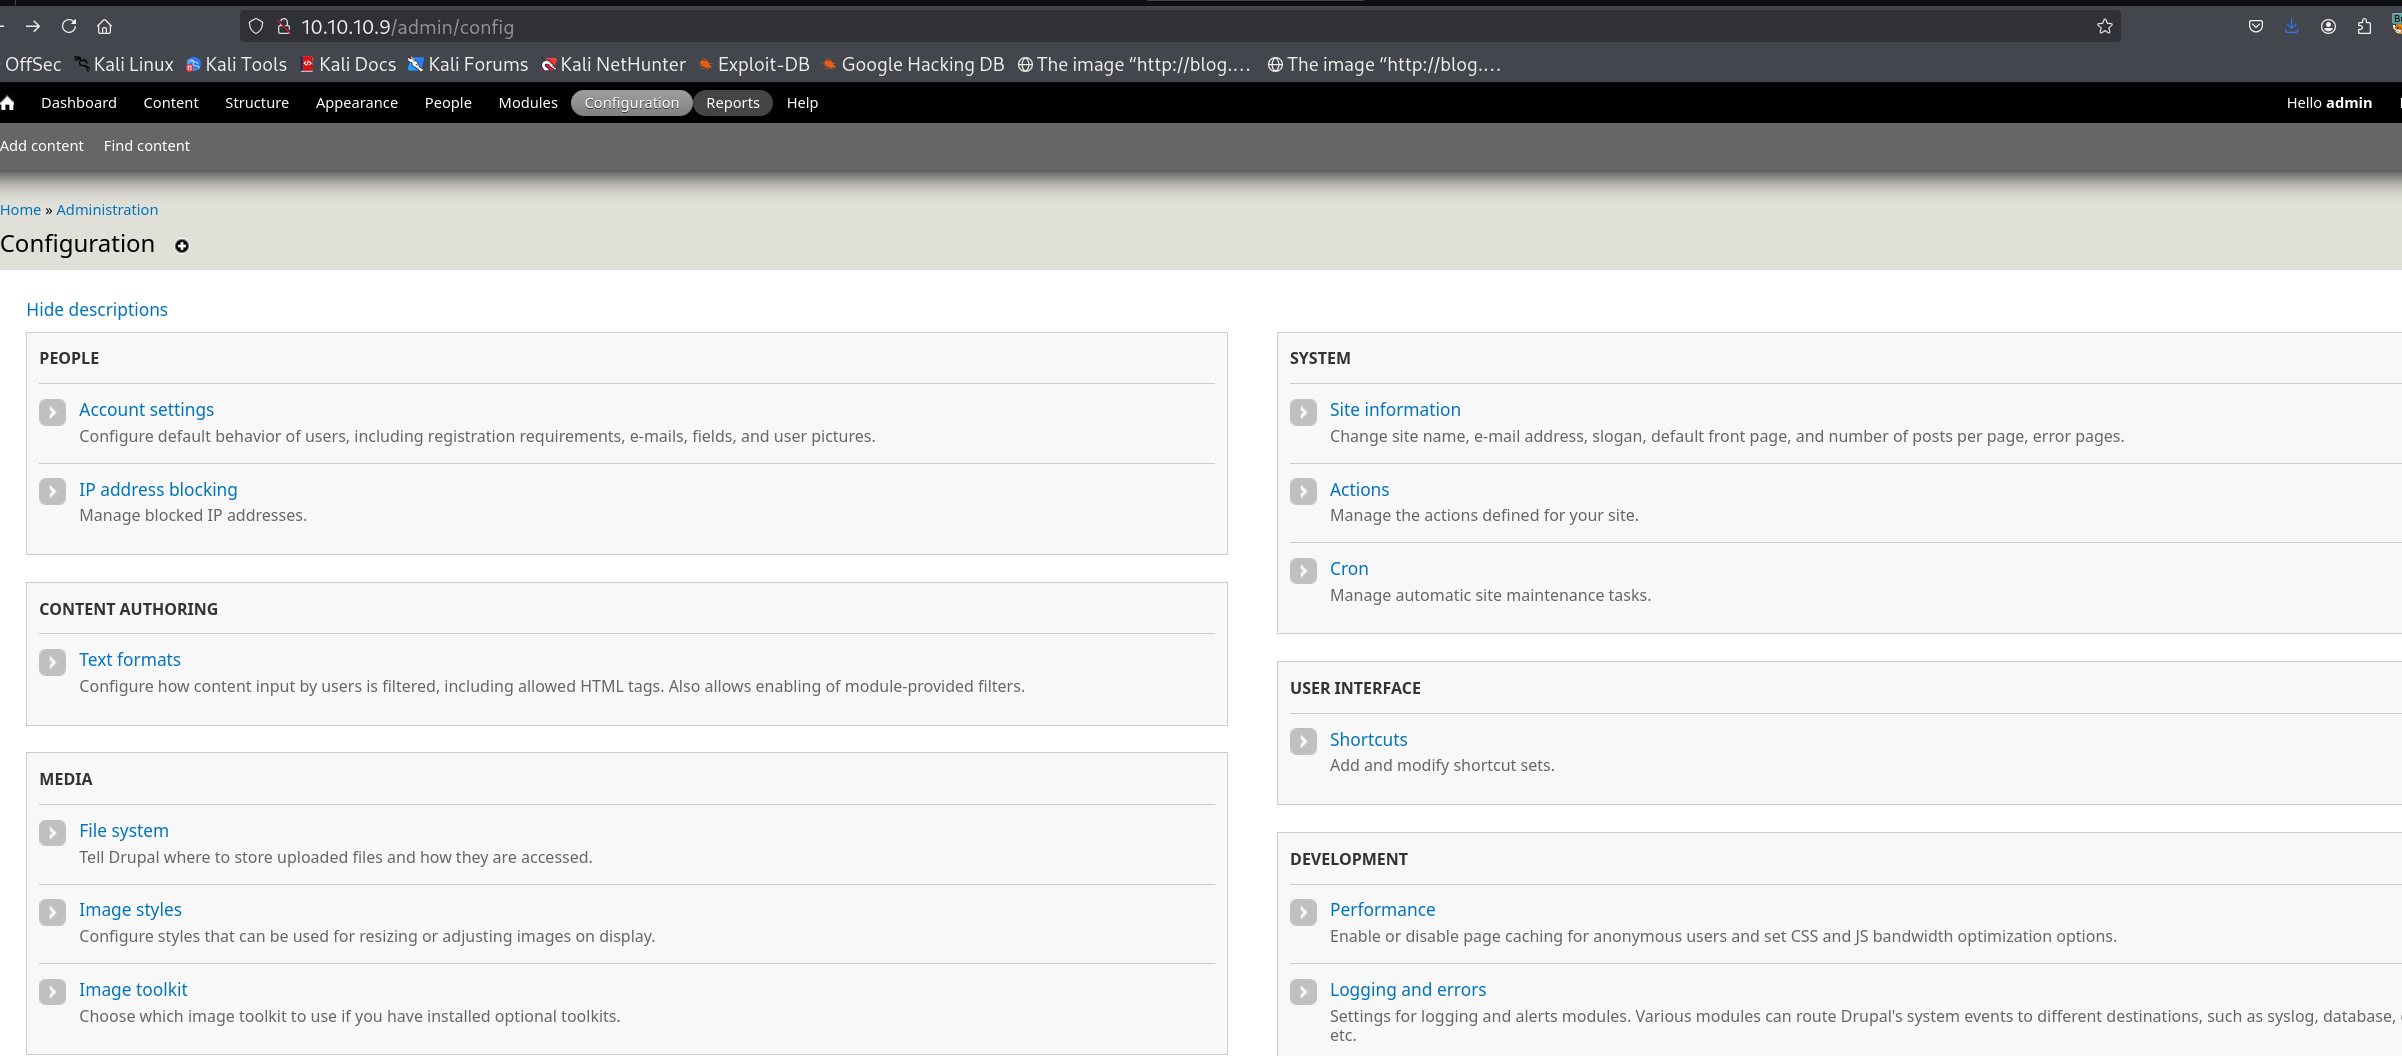 10.10.10.9/admin/config
OffSec Kali Linux Kali Tools Kali Docs Kali Forums Kali NetHunter Exploit-DB Google Hacking DB The image “http://blog.… The image “http://blog.…
Dashboard Content Structure Appearance People Modules Configuration Reports Help Hello admin
Add content Find content
Home » Administration
Configuration
Hide descriptions
PEOPLE
Account settings
Configure default behavior of users, including registration requirements, e-mails, fields, and user pictures.
IP address blocking
Manage blocked IP addresses.
CONTENT AUTHORING
Text formats
Configure how content input by users is filtered, including allowed HTML tags. Also allows enabling of module-provided filters.
MEDIA
File system
Tell Drupal where to store uploaded files and how they are accessed.
Image styles
Configure styles that can be used for resizing or adjusting images on display.
Image toolkit
Choose which image toolkit to use if you have installed optional toolkits.
SYSTEM
Site information
Change site name, e-mail address, slogan, default front page, and number of posts per page, error pages.
Actions
Manage the actions defined for your site.
Cron
Manage automatic site maintenance tasks.
USER INTERFACE
Shortcuts
Add and modify shortcut sets.
DEVELOPMENT
Performance
Enable or disable page caching for anonymous users and set CSS and JS bandwidth optimization options.
Logging and errors
Settings for logging and alerts modules. Various modules can route Drupal's system events to different destinations, such as syslog, database,
etc.